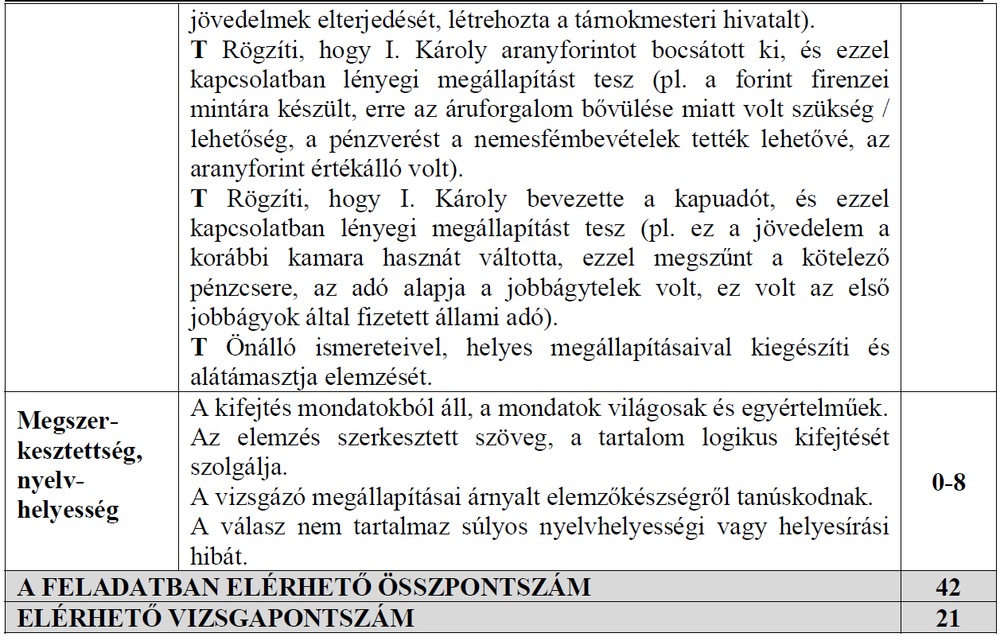 jövedelmek elterjedését, létrehozta a tárnokmesteri hivatalt).
T Rögzíti, hogy I. Károly aranyforintot bocsátott ki, és ezzel
kapcsolatban lényegi megállapítást tesz (pl. a forint firenzei
mintára készült, erre az áruforgalom bővülése miatt volt szükség /
lehetőség, a pénzverést a nemesfémbevételek tették lehetővé, az
aranyforint értékálló volt).
T Rögzíti, hogy I. Károly bevezette a kapuadót, és ezzel
kapcsolatban lényegi megállapítást tesz (pl. ez a jövedelem a
korábbi kamara hasznát váltotta, ezzel megszűnt a kötelező
pénzcsere, az adó alapja a jobbágytelek volt, ez volt az első
jobbágyok által fizetett állami adó).
T Önálló ismereteivel, helyes megállapításaival kiegészíti és
alátámasztja elemzését.
Megszer-
kesztettség,
nyelv-
helyesség
A kifejtés mondatokból áll, a mondatok világosak és egyértelműek.
Az elemzés szerkesztett szöveg, a tartalom logikus kifejtését
szolgálja.
A vizsgázó megállapításai árnyalt elemzőkészségről tanúskodnak.
A válasz nem tartalmaz súlyos nyelvhelyességi vagy helyesírási
hibát.
0-8
A FELADATBAN ELÉRHETŐ ÖSSZPONTSZÁM 42
ELÉRHETŐ VIZSGAPONTSZÁM 21